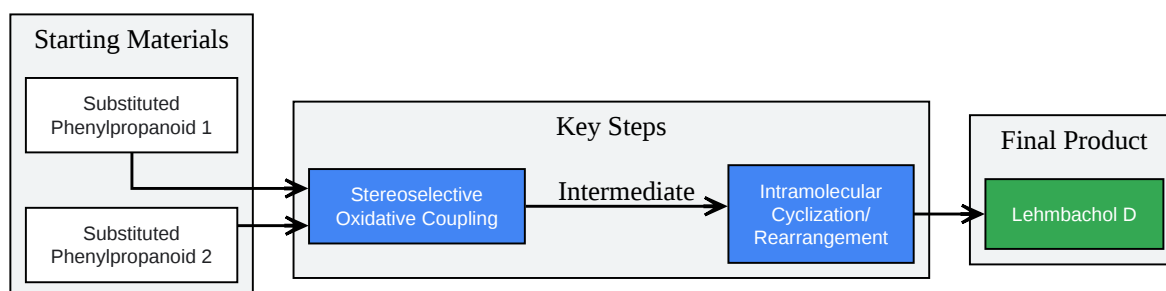 Starting Materials
Substituted
Phenylpropanoid 1
Substituted
Phenylpropanoid 2
Key Steps
Stereoselective
Oxidative Coupling
Intermediate
Intramolecular
Cyclization/
Rearrangement
Final Product
Lehmbachol D